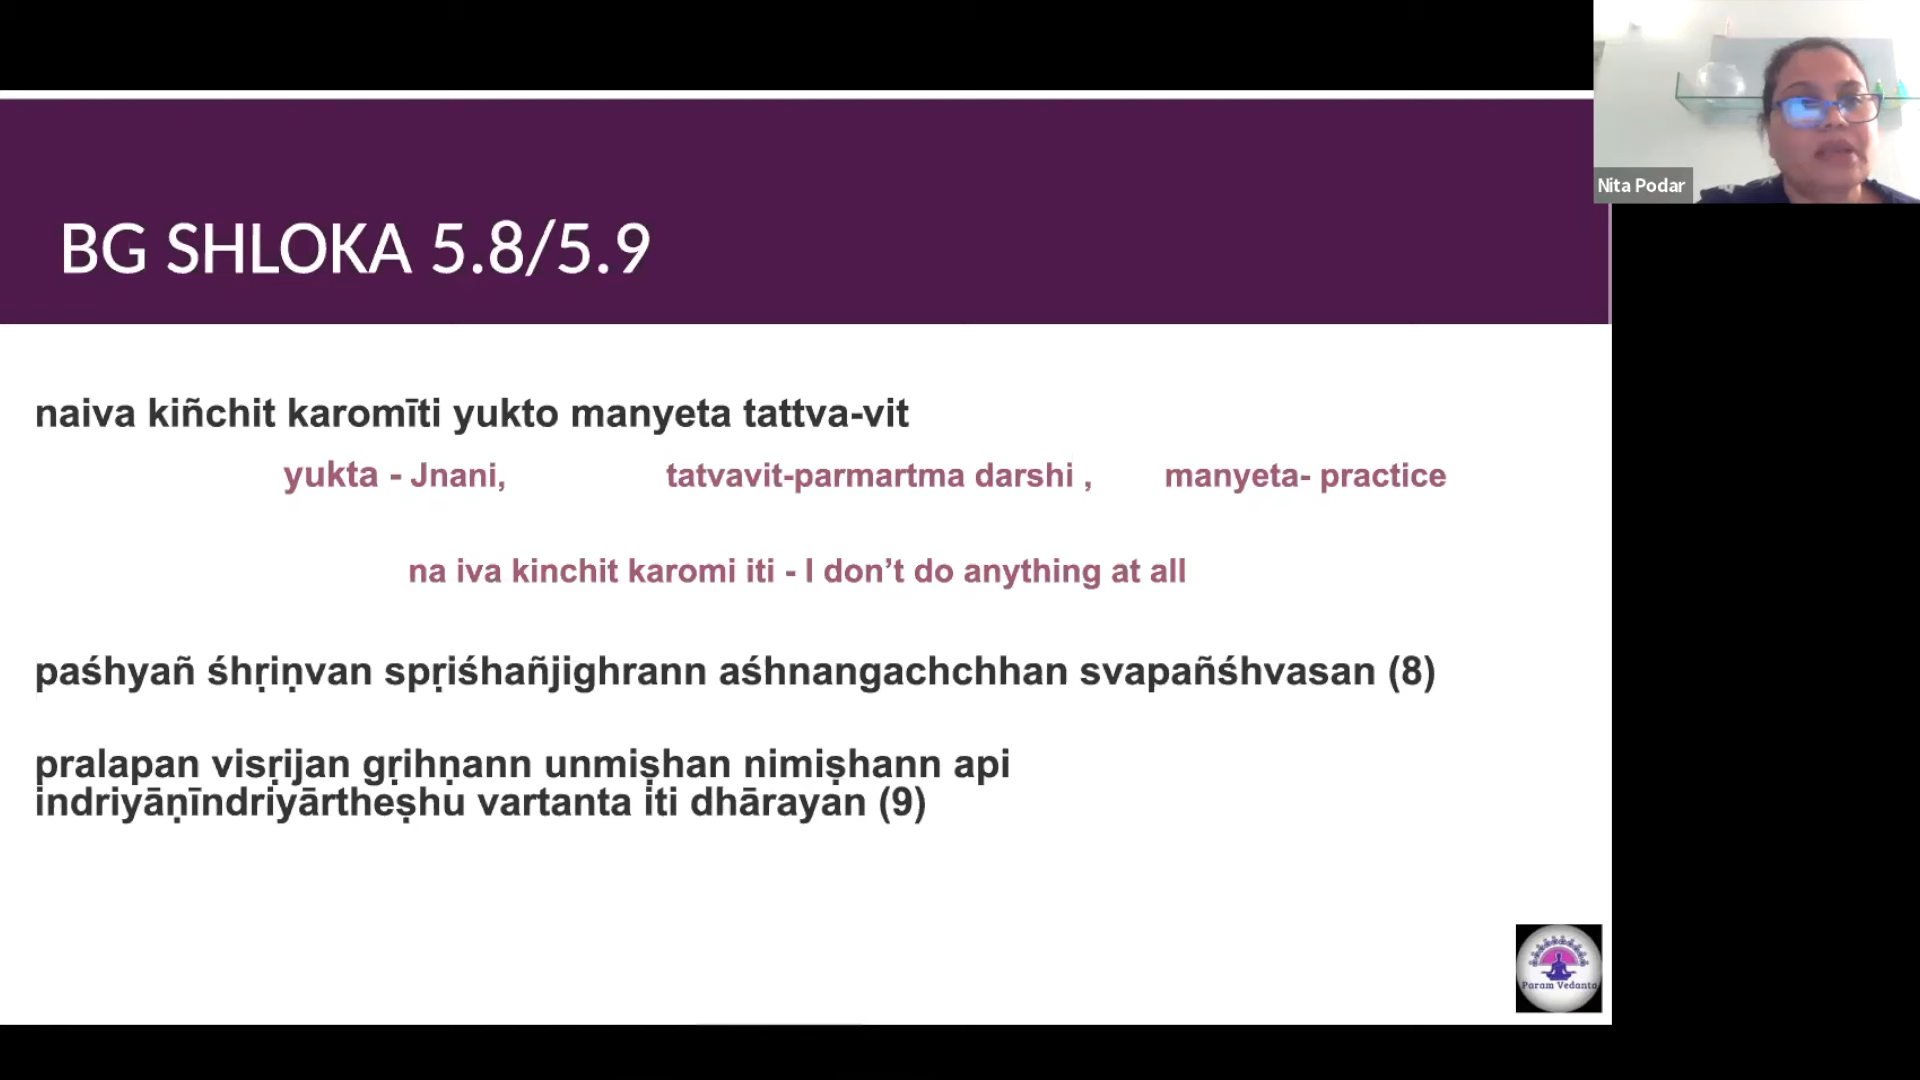 Nita Podar
BG SHLOKA 5.8/5.9
naiva kiñchit karomīti yukto manyeta tattva-vit
yukta - Jnani, tatvavit-parmartma darshi , manyeta- practice
na iva kinchit karomi iti - I don’t do anything at all
paśhyañ śhṛiṇvan spṛiśhañjighrann aśhnangachchhan svapañśhvasan (8)
pralapan visṛijan gṛihṇann unmiṣhan nimiṣhann api
indriyāṇīndriyārtheṣhu vartanta iti dhārayan (9)
Param Vedanta